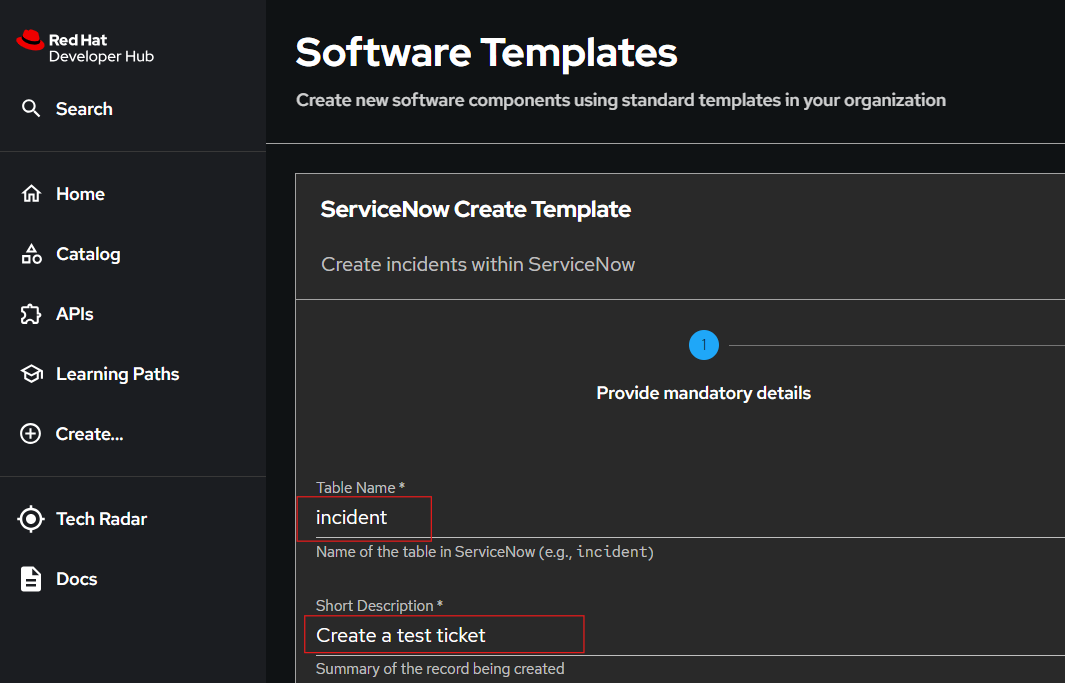 Red Hat
Developer Hub
Search
Home
Catalog
APIs
Learning Paths
Create...
Tech Radar
Docs
Software Templates
Create new software components using standard templates in your organization
ServiceNow Create Template
Create incidents within ServiceNow
1
Provide mandatory details
Table Name *
incident
Name of the table in ServiceNow (e.g., incident)
Short Description *
Create a test ticket
Summary of the record being created